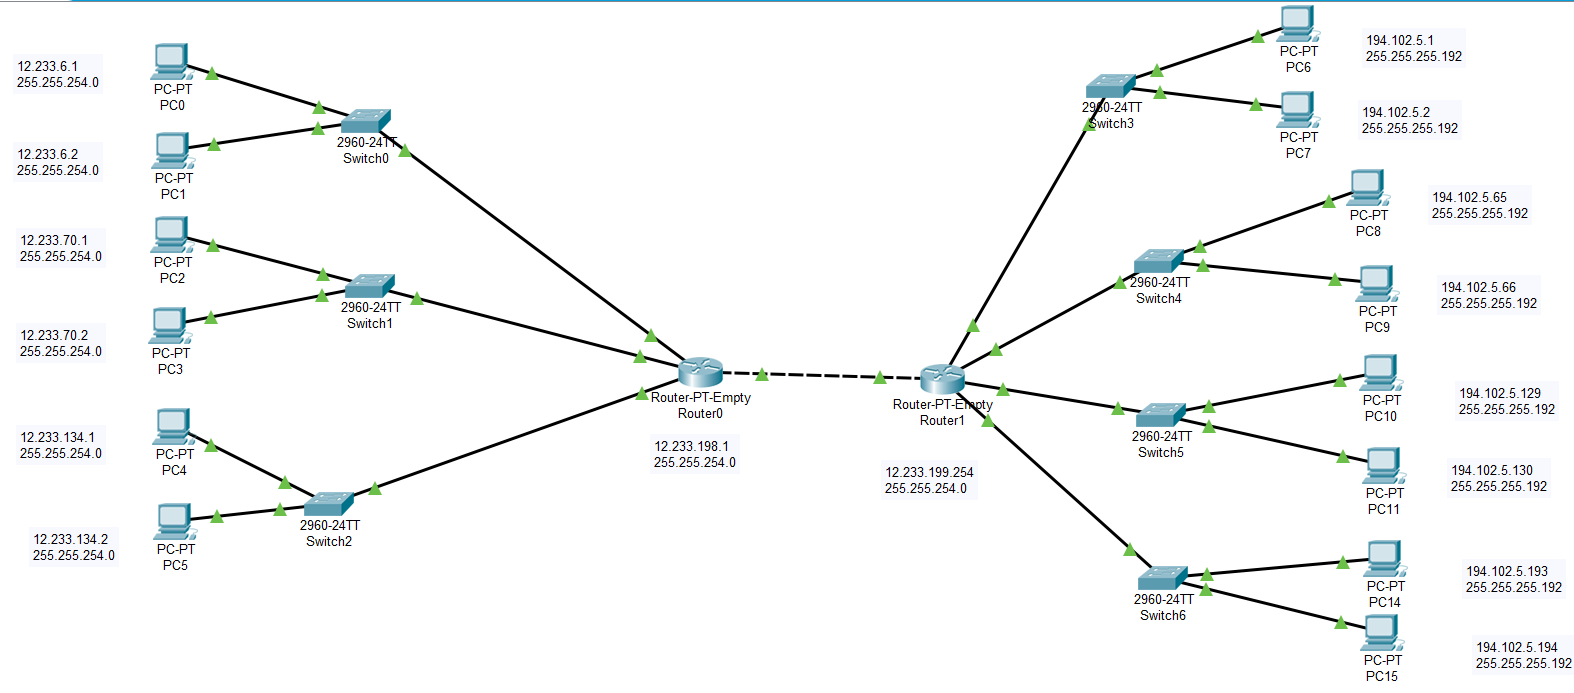 12.233.6.1
255.255.254.0
PC-PT
PC0
12.233.6.2
255.255.254.0
PC-PT
PC1
2960-24TT
Switch0
12.233.70.1
255.255.254.0
PC-PT
PC2
12.233.70.2
255.255.254.0
PC-PT
PC3
2960-24TT
Switch1
12.233.134.1
255.255.254.0
PC-PT
PC4
12.233.134.2
255.255.254.0
PC-PT
PC5
2960-24TT
Switch2
Router-PT-Empty
Router0
12.233.198.1
255.255.254.0
Router-PT-Empty
Router1
12.233.199.254
255.255.254.0
2960-24TT
Switch3
PC-PT
PC6
194.102.5.1
255.255.255.192
PC-PT
PC7
194.102.5.2
255.255.255.192
2960-24TT
Switch4
PC-PT
PC8
194.102.5.65
255.255.255.192
PC-PT
PC9
194.102.5.66
255.255.255.192
2960-24TT
Switch5
PC-PT
PC10
194.102.5.129
255.255.255.192
PC-PT
PC11
194.102.5.130
255.255.255.192
2960-24TT
Switch6
PC-PT
PC14
194.102.5.193
255.255.255.192
PC-PT
PC15
194.102.5.194
255.255.255.192